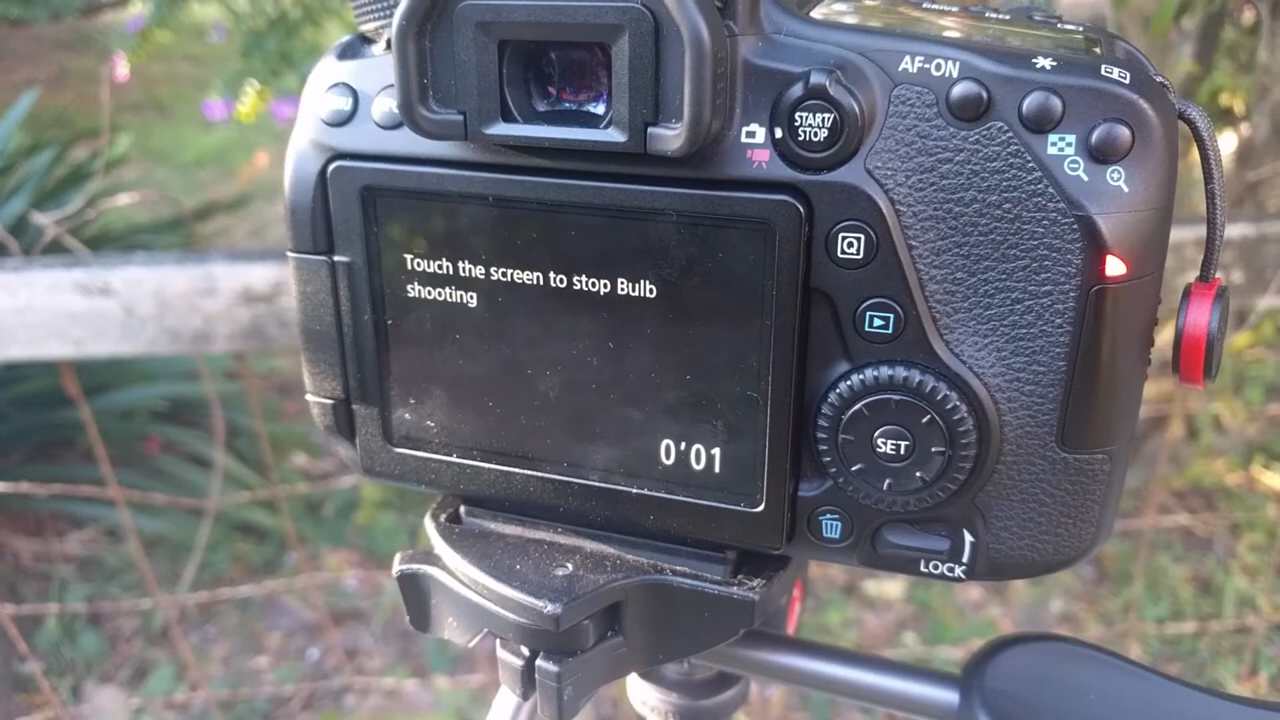 AF-ON
START/
STOP
Q
Touch the screen to stop Bulb
shooting
0'01
SET
LOCK